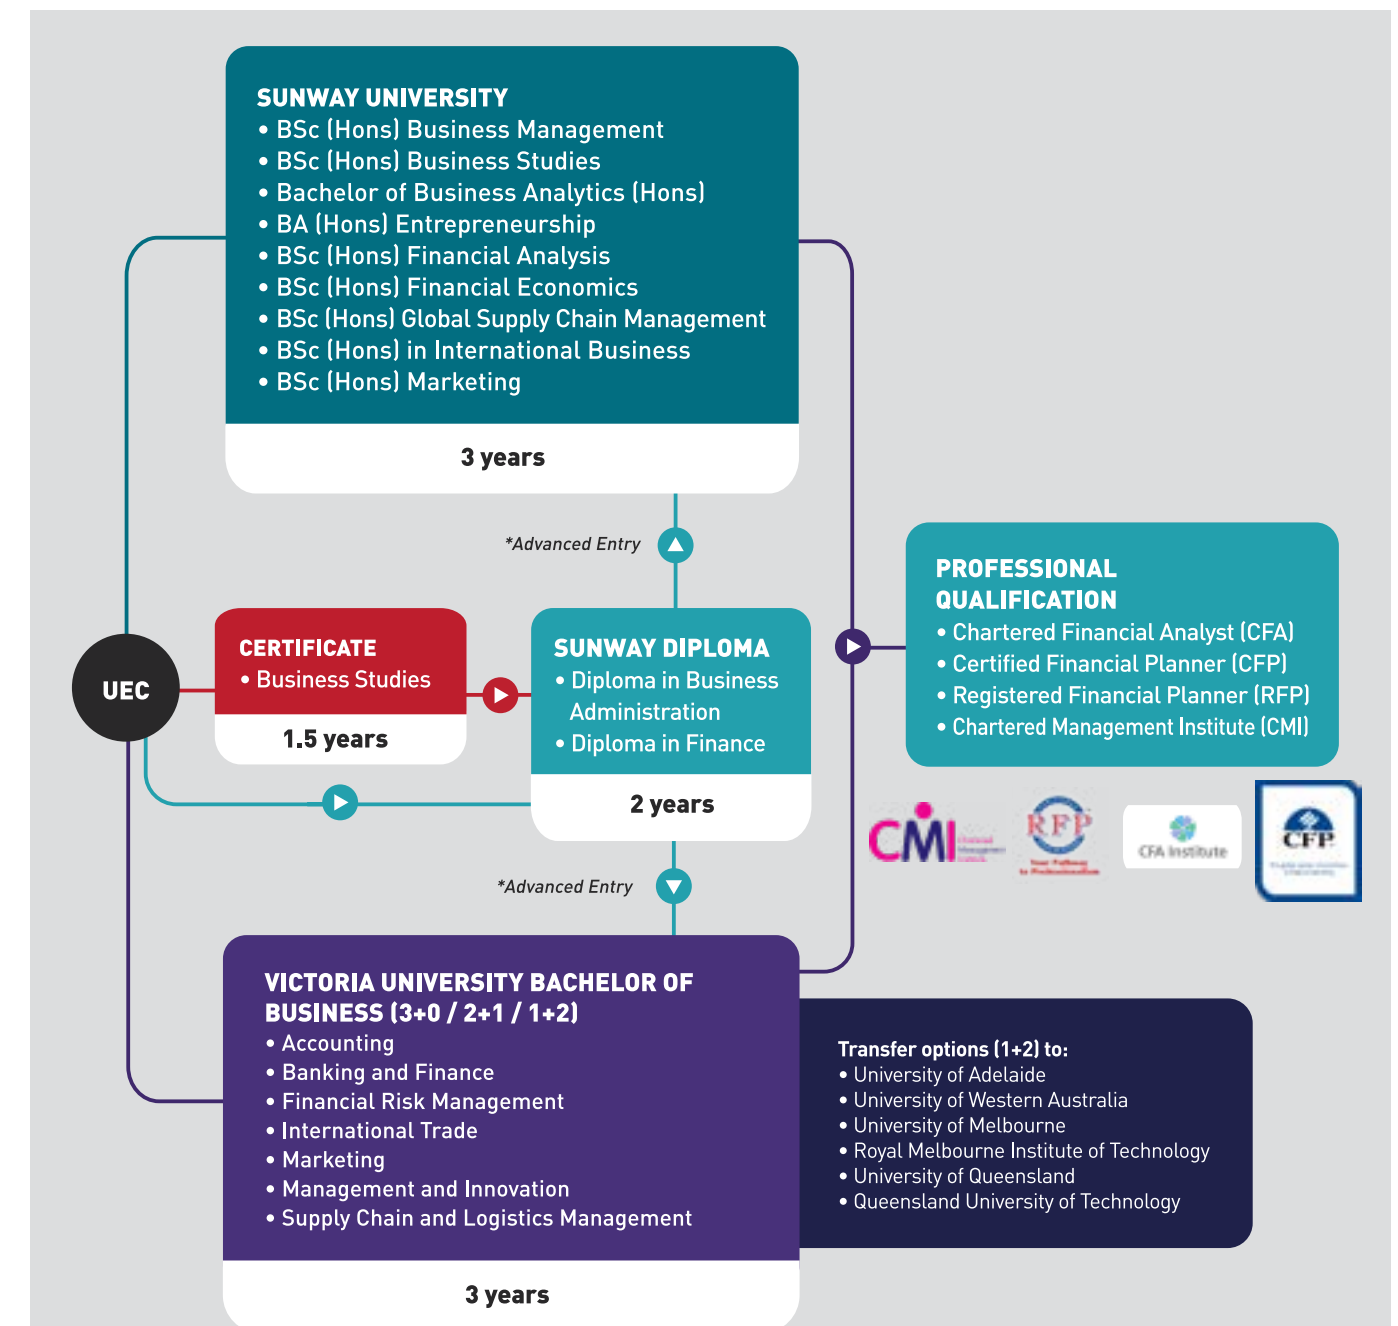 SUNWAY UNIVERSITY
• BSc (Hons) Business Management
• BSc (Hons) Business Studies
• Bachelor of Business Analytics (Hons)
• BA (Hons) Entrepreneurship
• BSc (Hons) Financial Analysis
• BSc (Hons) Financial Economics
• BSc (Hons) Global Supply Chain Management
• BSc (Hons) in International Business
• BSc (Hons) Marketing
3 years
*Advanced Entry
UEC
CERTIFICATE
• Business Studies
1.5 years
SUNWAY DIPLOMA
• Diploma in Business
Administration
• Diploma in Finance
2 years
*Advanced Entry
PROFESSIONAL
QUALIFICATION
• Chartered Financial Analyst (CFA)
• Certified Financial Planner (CFP)
• Registered Financial Planner (RFP)
• Chartered Management Institute (CMI)
CMI
RFP
Your Pathway
to Professionalism
CFA Institute
CFP
VICTORIA UNIVERSITY BACHELOR OF
BUSINESS (3+0 / 2+1 / 1+2)
• Accounting
• Banking and Finance
• Financial Risk Management
• International Trade
• Marketing
• Management and Innovation
• Supply Chain and Logistics Management
3 years
Transfer options (1+2) to:
• University of Adelaide
• University of Western Australia
• University of Melbourne
• Royal Melbourne Institute of Technology
• University of Queensland
• Queensland University of Technology